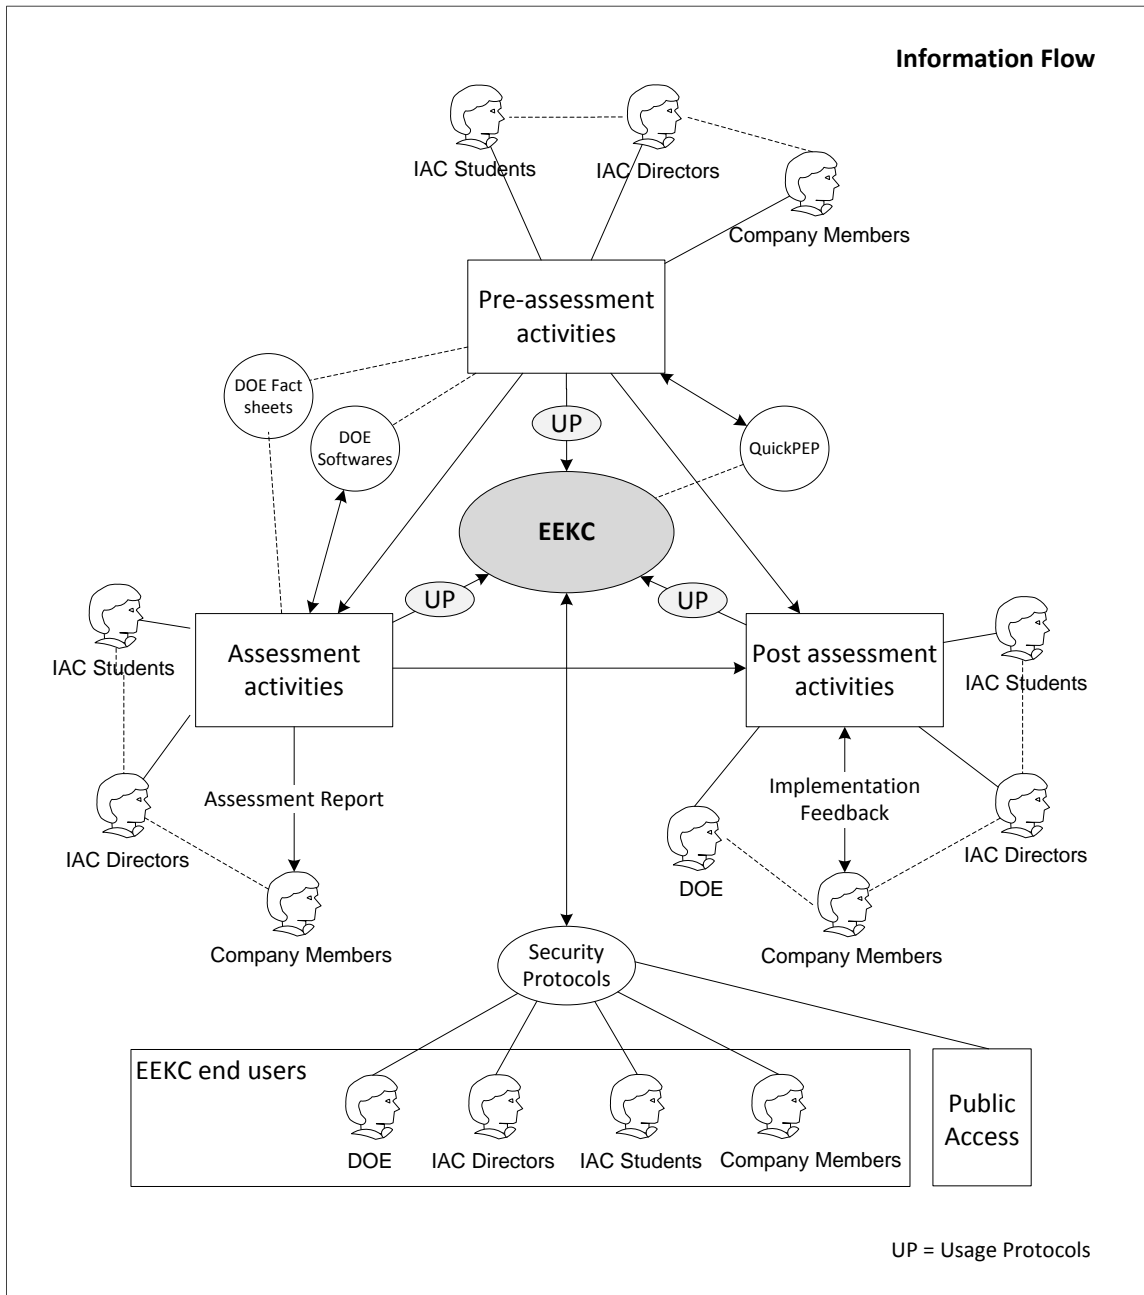 Information Flow
IAC Students
IAC Directors
Company Members
Pre-assessment
activities
DOE Fact
sheets
DOE
Softwares
UP
QuickPEP
EEKC
UP
UP
IAC Students
Assessment
activities
Post assessment
activities
IAC Students
Assessment Report
Implementation
Feedback
IAC Directors
DOE
IAC Directors
Company Members
Company Members
Security
Protocols
EEKC end users
DOE
IAC Directors
IAC Students
Company Members
Public
Access
UP = Usage Protocols